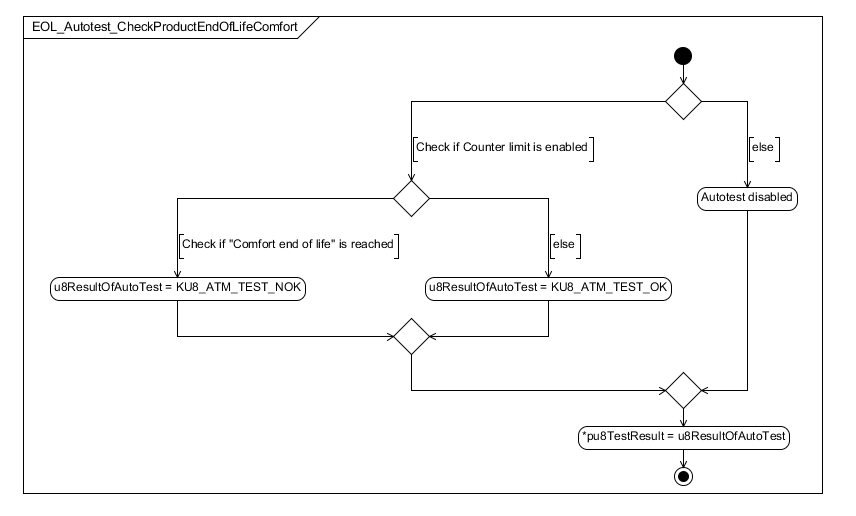 EOL_Autotest_CheckProductEndOfLifeComfort
[Check if Counter limit is enabled]
[else]
Autotest disabled
[Check if "Comfort end of life" is reached]
[else]
u8ResultOfAutoTest = KU8_ATM_TEST_NOK
u8ResultOfAutoTest = KU8_ATM_TEST_OK
*pu8TestResult = u8ResultOfAutoTest